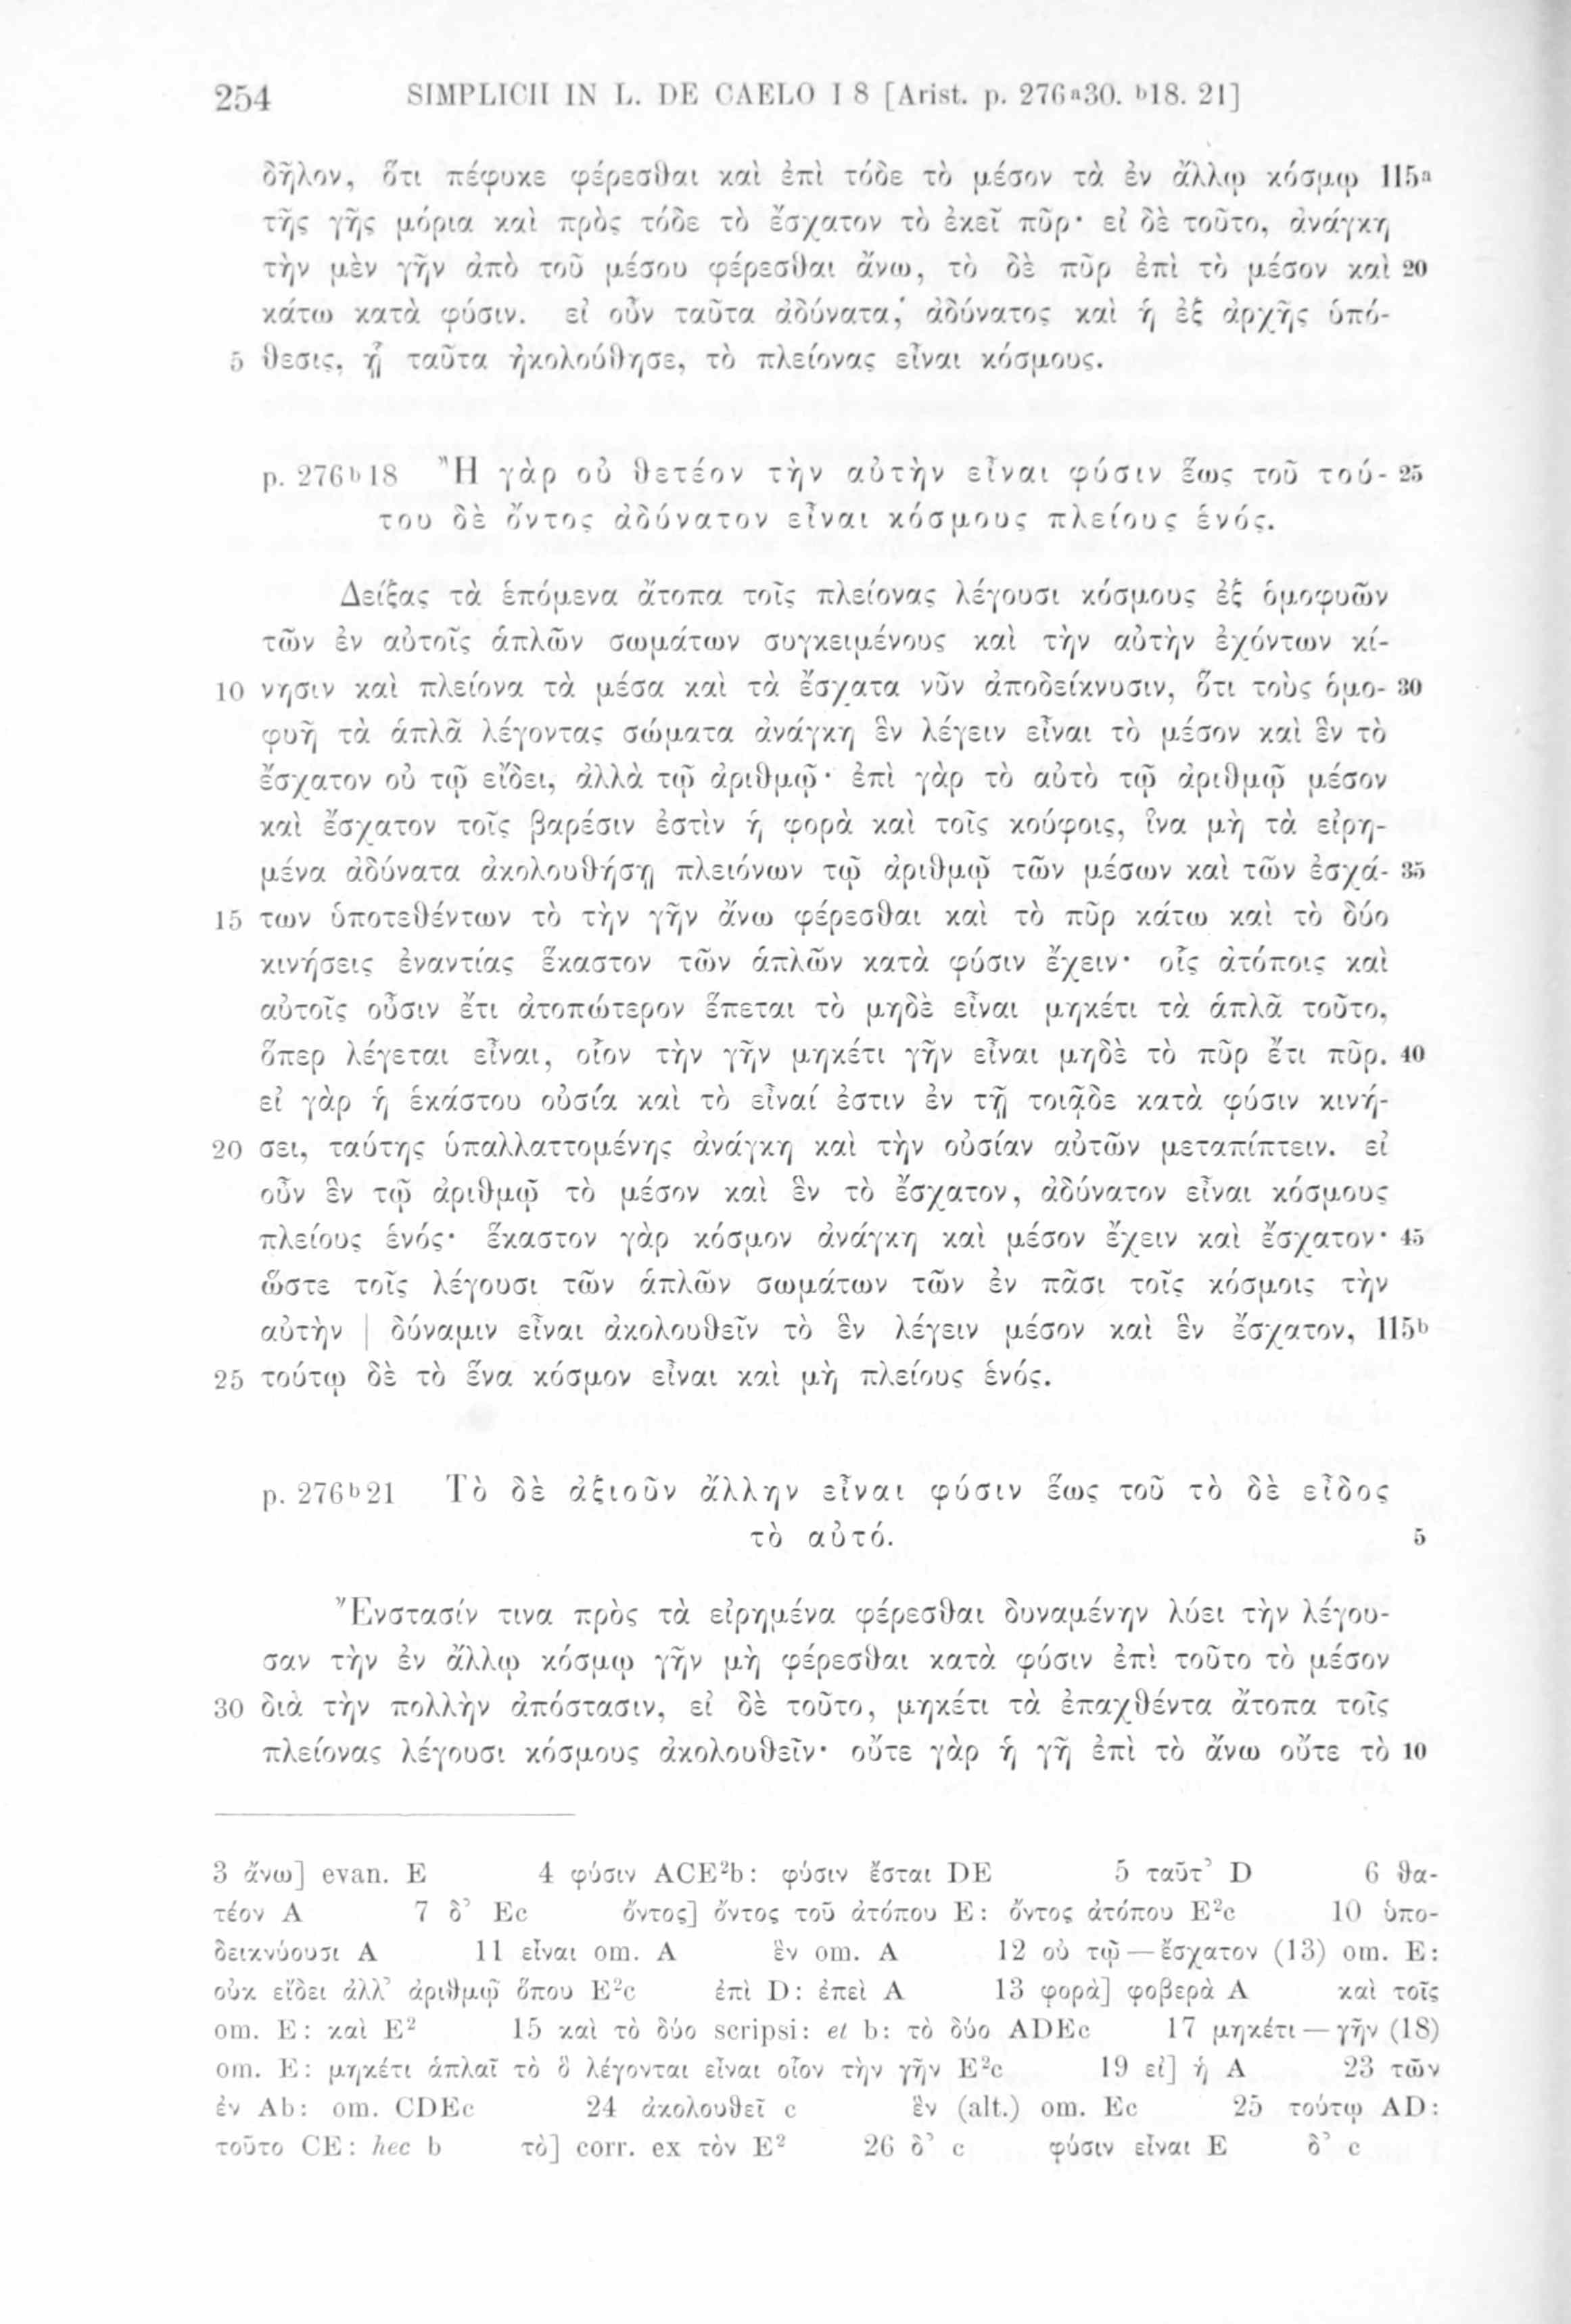 254 SIMPLICII IN L. DE CAELO I 8 [Arist. p. 276ᵃ30. ᵇ18. 21]
δῆλον, ὅτι πέφυκε φέρεσθαι καὶ ἐπὶ τόδε τὸ μέσον τὰ ἐν ἄλλῳ κόσμῳ 115ᵃ
τῆς γῆς μόρια καὶ πρὸς τόδε τὸ ἔσχατον τὸ ἐκεῖ πῦρ· εἰ δὲ τοῦτο, ἀνάγκη
τὴν μὲν γῆν ἀπὸ τοῦ μέσου φέρεσθαι ἄνω, τὸ δὲ πῦρ ἐπὶ τὸ μέσον καὶ 20
κάτω κατὰ φύσιν. εἰ οὖν ταῦτα ἀδύνατα, ἀδύνατος καὶ ἡ ἐξ ἀρχῆς ὑπό-
5 θεσις, ᾗ ταῦτα ἠκολούθησε, τὸ πλείονας εἶναι κόσμους.
p. 276ᵇ18 Ἢ γὰρ οὐ θετέον τὴν αὐτὴν εἶναι φύσιν ἕως τοῦ τού- 25
του δὲ ὄντος ἀδύνατον εἶναι κόσμους πλείους ἑνός.
Δείξας τὰ ἑπόμενα ἄτοπα τοῖς πλείονας λέγουσι κόσμους ἐξ ὁμοφυῶν
τῶν ἐν αὐτοῖς ἁπλῶν σωμάτων συγκειμένους καὶ τὴν αὐτὴν ἐχόντων κί-
10 νησιν καὶ πλείονα τὰ μέσα καὶ τὰ ἔσχατα νῦν ἀποδείκνυσιν, ὅτι τοὺς ὁμο- 30
φυῆ τὰ ἁπλᾶ λέγοντας σώματα ἀνάγκη ἓν λέγειν εἶναι τὸ μέσον καὶ ἓν τὸ
ἔσχατον οὐ τῷ εἴδει, ἀλλὰ τῷ ἀριθμῷ· ἐπὶ γὰρ τὸ αὐτὸ τῷ ἀριθμῷ μέσον
καὶ ἔσχατον τοῖς βαρέσιν ἐστὶν ἡ φορὰ καὶ τοῖς κούφοις, ἵνα μὴ τὰ εἰρη-
μένα ἀδύνατα ἀκολουθήσῃ πλειόνων τῷ ἀριθμῷ τῶν μέσων καὶ τῶν ἐσχά- 35
15 των ὑποτεθέντων τὸ τὴν γῆν ἄνω φέρεσθαι καὶ τὸ πῦρ κάτω καὶ τὸ δύο
κινήσεις ἐναντίας ἕκαστον τῶν ἁπλῶν κατὰ φύσιν ἔχειν· οἷς ἀτόποις καὶ
αὐτοῖς οὖσιν ἔτι ἀτοπώτερον ἕπεται τὸ μηδὲ εἶναι μηκέτι τὰ ἁπλᾶ τοῦτο,
ὅπερ λέγεται εἶναι, οἷον τὴν γῆν μηκέτι γῆν εἶναι μηδὲ τὸ πῦρ ἔτι πῦρ. 40
εἰ γὰρ ἡ ἑκάστου οὐσία καὶ τὸ εἶναί ἐστιν ἐν τῇ τοιᾷδε κατὰ φύσιν κινή-
20 σει, ταύτης ὑπαλλαττομένης ἀνάγκη καὶ τὴν οὐσίαν αὐτῶν μεταπίπτειν. εἰ
οὖν ἓν τῷ ἀριθμῷ τὸ μέσον καὶ ἓν τὸ ἔσχατον, ἀδύνατον εἶναι κόσμους
πλείους ἑνός· ἕκαστον γὰρ κόσμον ἀνάγκη καὶ μέσον ἔχειν καὶ ἔσχατον· 45
ὥστε τοῖς λέγουσι τῶν ἁπλῶν σωμάτων τῶν ἐν πᾶσι τοῖς κόσμοις τὴν
αὐτὴν | δύναμιν εἶναι ἀκολουθεῖν τὸ ἓν λέγειν μέσον καὶ ἓν ἔσχατον, 115ᵇ
25 τούτῳ δὲ τὸ ἕνα κόσμον εἶναι καὶ μὴ πλείους ἑνός.
p. 276ᵇ21 Τὸ δὲ ἀξιοῦν ἄλλην εἶναι φύσιν ἕως τοῦ τὸ δὲ εἶδος
τὸ αὐτό. 5
Ἔνστασίν τινα πρὸς τὰ εἰρημένα φέρεσθαι δυναμένην λύει τὴν λέγου-
σαν τὴν ἐν ἄλλῳ κόσμῳ γῆν μὴ φέρεσθαι κατὰ φύσιν ἐπὶ τοῦτο τὸ μέσον
30 διὰ τὴν πολλὴν ἀπόστασιν, εἰ δὲ τοῦτο, μηκέτι τὰ ἐπαχθέντα ἄτοπα τοῖς
πλείονας λέγουσι κόσμους ἀκολουθεῖν· οὔτε γὰρ ἡ γῆ ἐπὶ τὸ ἄνω οὔτε τὸ 10
3 ἄνω] evan. E 4 φύσιν ACE²b: φύσιν ἔσται DE 5 ταῦτ’ D 6 θα-
τέον A 7 δ’ Ec ὄντος] ὄντος τοῦ ἀτόπου E: ὄντος ἀτόπου E²c 10 ὑπο-
δεικνύουσι A 11 εἶναι om. A ἓν om. A 12 οὐ τῷ — ἔσχατον (13) om. E:
οὐκ εἴδει ἀλλ’ ἀριθμῷ ὅπου E²c ἐπὶ D: ἐπεὶ A 13 φορὰ] φοβερὰ A καὶ τοῖς
om. E: καὶ E² 15 καὶ τὸ δύο scripsi: et b: τὸ δύο ADEc 17 μηκέτι — γῆν (18)
om. E: μηκέτι ἁπλαῖ τὸ ὃ λέγονται εἶναι οἷον τὴν γῆν E²c 19 εἰ] ἡ A 23 τῶν
ἐν Ab: om. CDEc 24 ἀκολουθεῖ c ἓν (alt.) om. Ec 25 τούτῳ AD:
τοῦτο CE: hec b τὸ] corr. ex τὸν E² 26 δ’ c φύσιν εἶναι E δ’ c